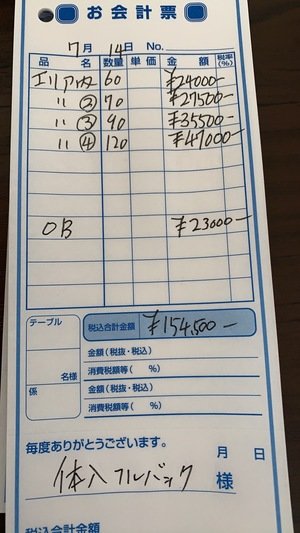 お会計票
7月 14日 No.
品名 数量 単価 金額 税率(%)
エリア 60 ¥24000-
〃 ② 70 ¥27500-
〃 ③ 90 ¥35500-
〃 ④ 120 ¥47000-
OB ¥23000-
テーブル
税込合計金額 ¥154,500-
金額(税抜・税込)
名様
消費税額等( %)
係
金額(税抜・税込)
消費税額等( %)
毎度ありがとうございます。 月 日
体入フルバック 様
税込合計金額